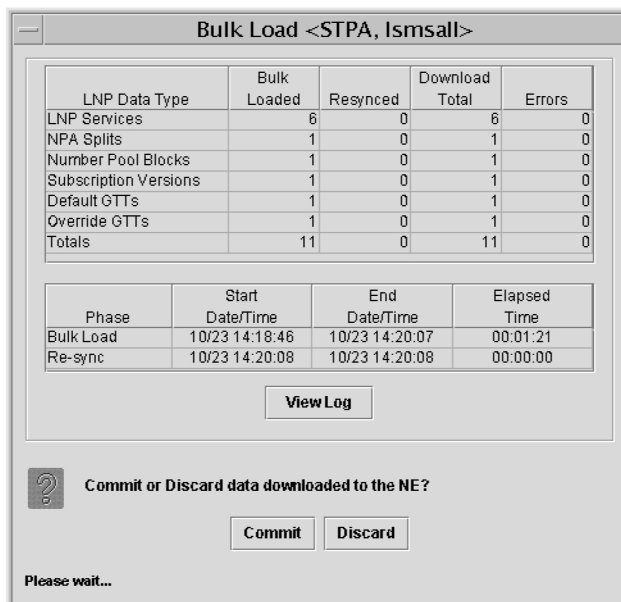 Bulk Load <STPA, lsmsall>
LNP Data Type Bulk Loaded Resynced Download Total Errors
LNP Services 6 0 6 0
NPA Splits 1 0 1 0
Number Pool Blocks 1 0 1 0
Subscription Versions 1 0 1 0
Default GTTs 1 0 1 0
Override GTTs 1 0 1 0
Totals 11 0 11 0
Phase Start Date/Time End Date/Time Elapsed Time
Bulk Load 10/23 14:18:46 10/23 14:20:07 00:01:21
Re-sync 10/23 14:20:08 10/23 14:20:08 00:00:00
View Log
Commit or Discard data downloaded to the NE?
Commit Discard
Please wait...